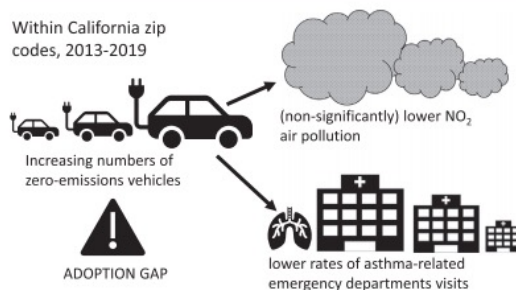 Within California zip
codes, 2013-2019
(non-significantly) lower NO₂
air pollution
Increasing numbers of
zero-emissions vehicles
ADOPTION GAP
lower rates of asthma-related
emergency departments visits